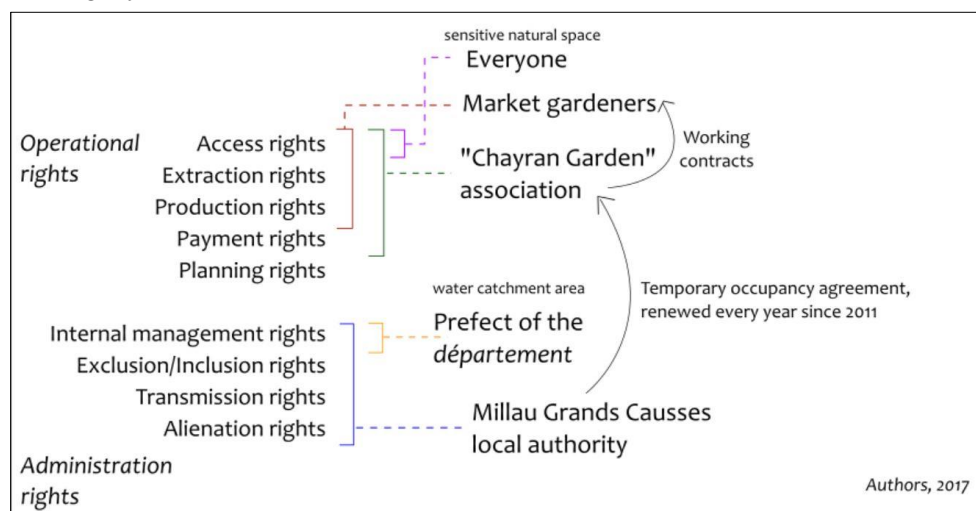 sensitive natural space
Everyone
Market gardeners
Operational
rights
Access rights
Extraction rights
Production rights
Payment rights
Planning rights
"Chayran Garden"
association
Working
contracts
Temporary occupancy agreement,
renewed every year since 2011
water catchment area
Prefect of the
département
Internal management rights
Exclusion/Inclusion rights
Transmission rights
Alienation rights
Millau Grands Causses
local authority
Administration
rights
Authors, 2017